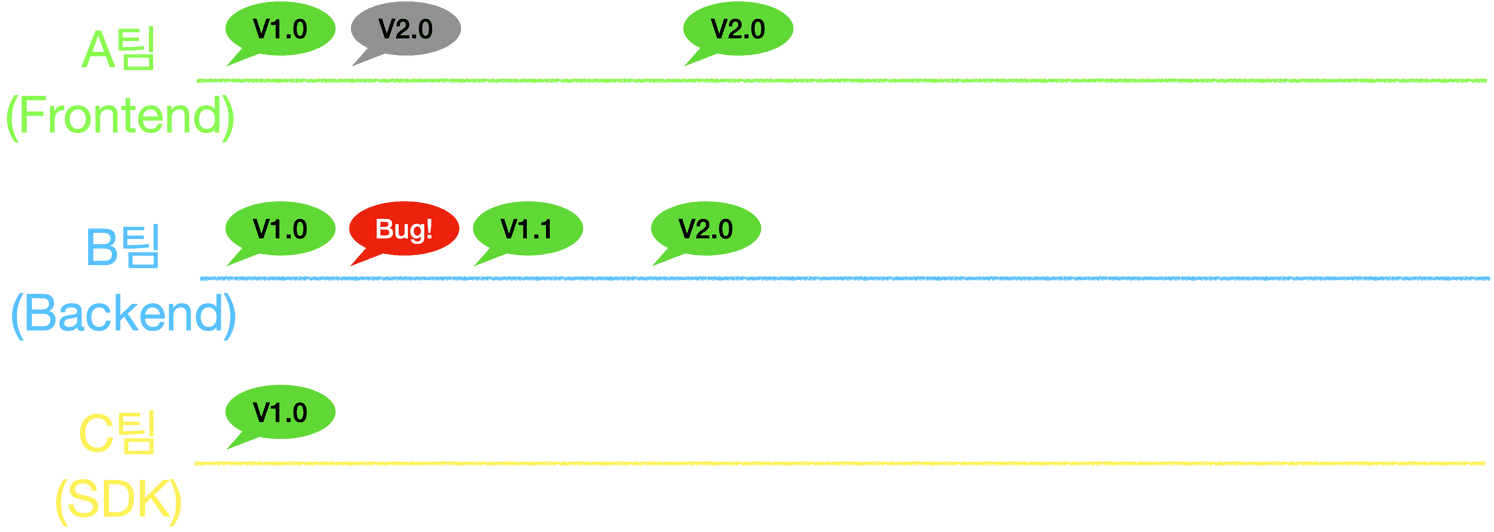 A팀
(Frontend)
V1.0
V2.0
V2.0
B팀
(Backend)
V1.0
Bug!
V1.1
V2.0
C팀
(SDK)
V1.0